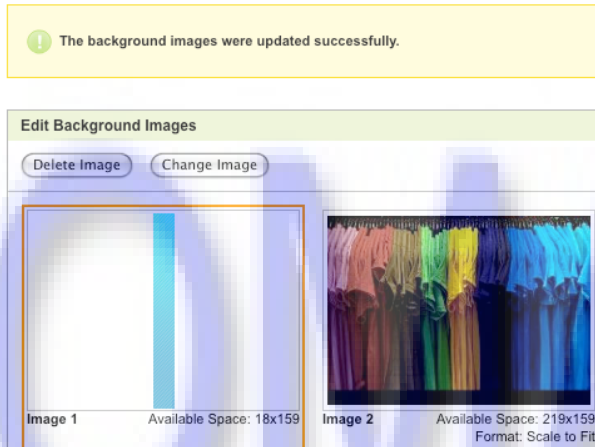 The background images were updated successfully.
Edit Background Images
Delete Image Change Image
Image 1 Available Space: 18x159 Image 2 Available Space: 219x159
Format: Scale to Fit